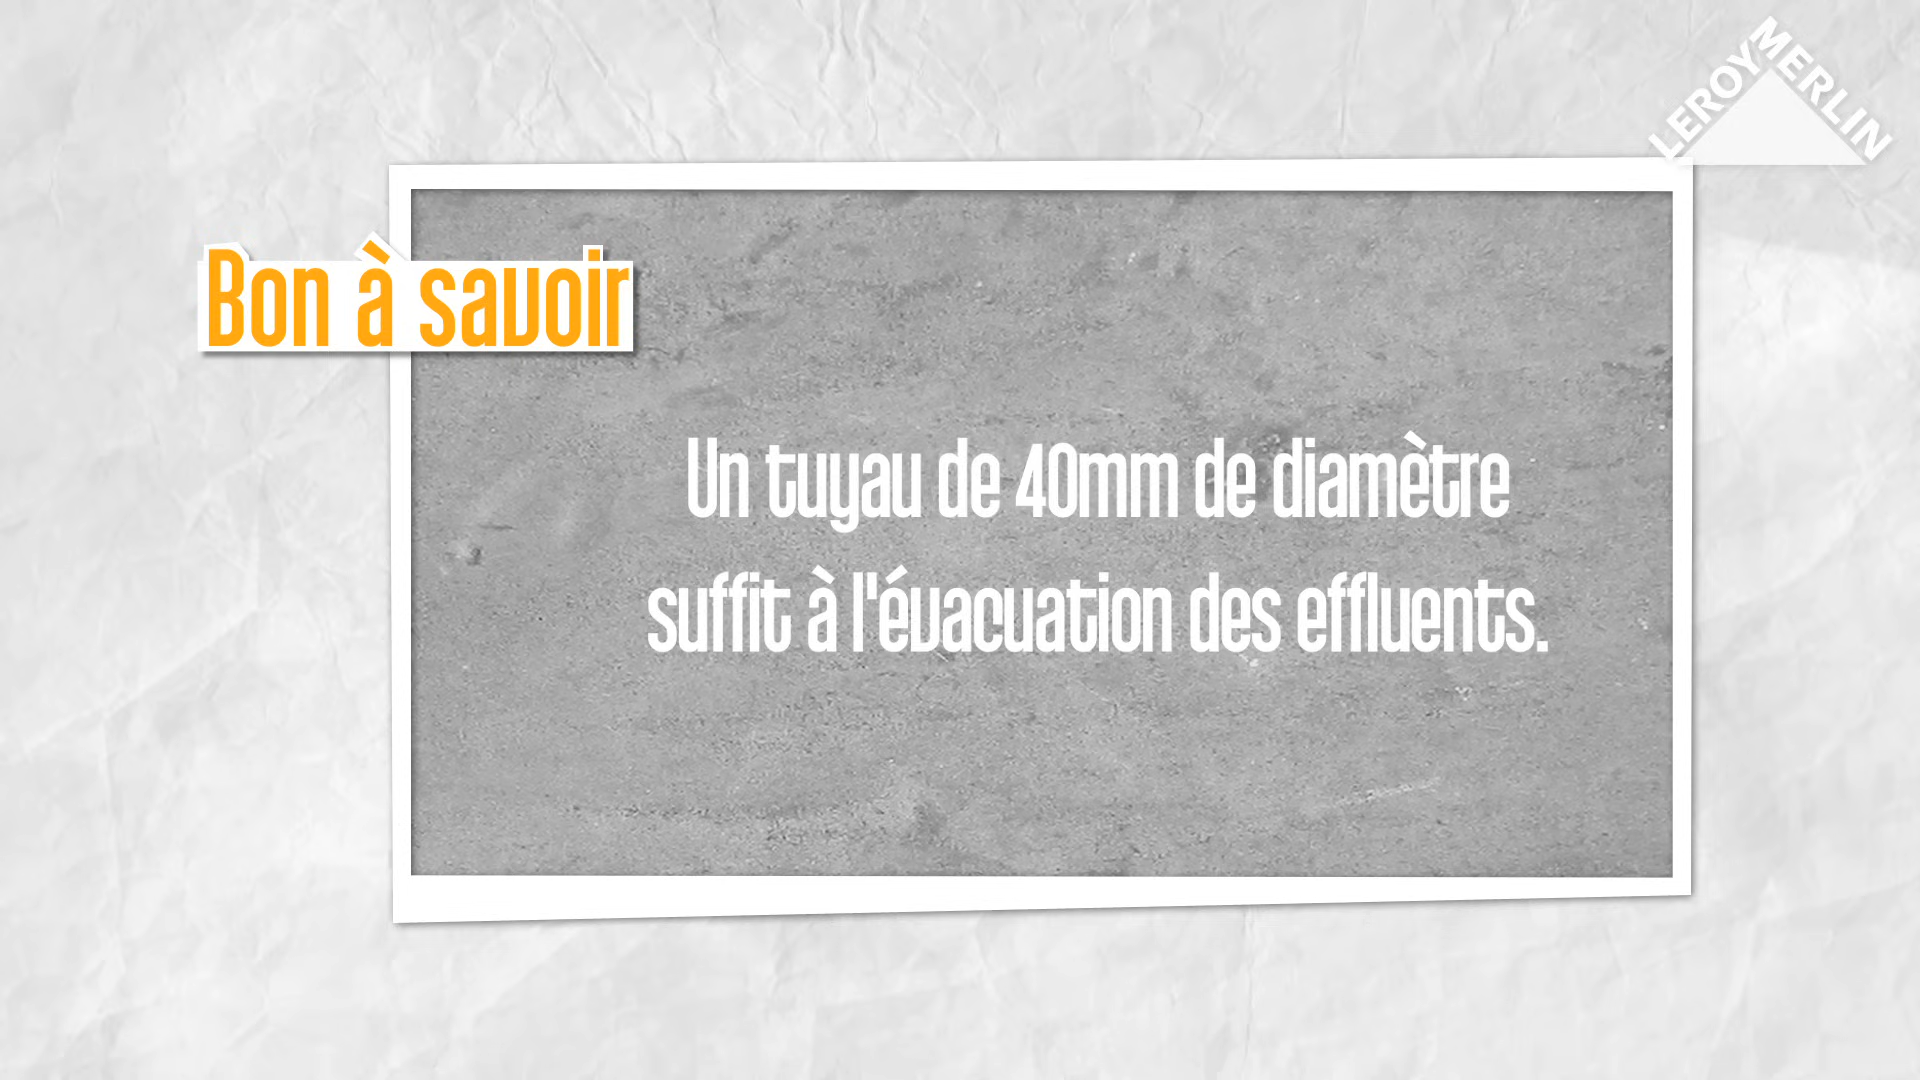 LEROY MERLIN
Bon à savoir
Un tuyau de 40mm de diamètre
suffit à l'évacuation des effluents.